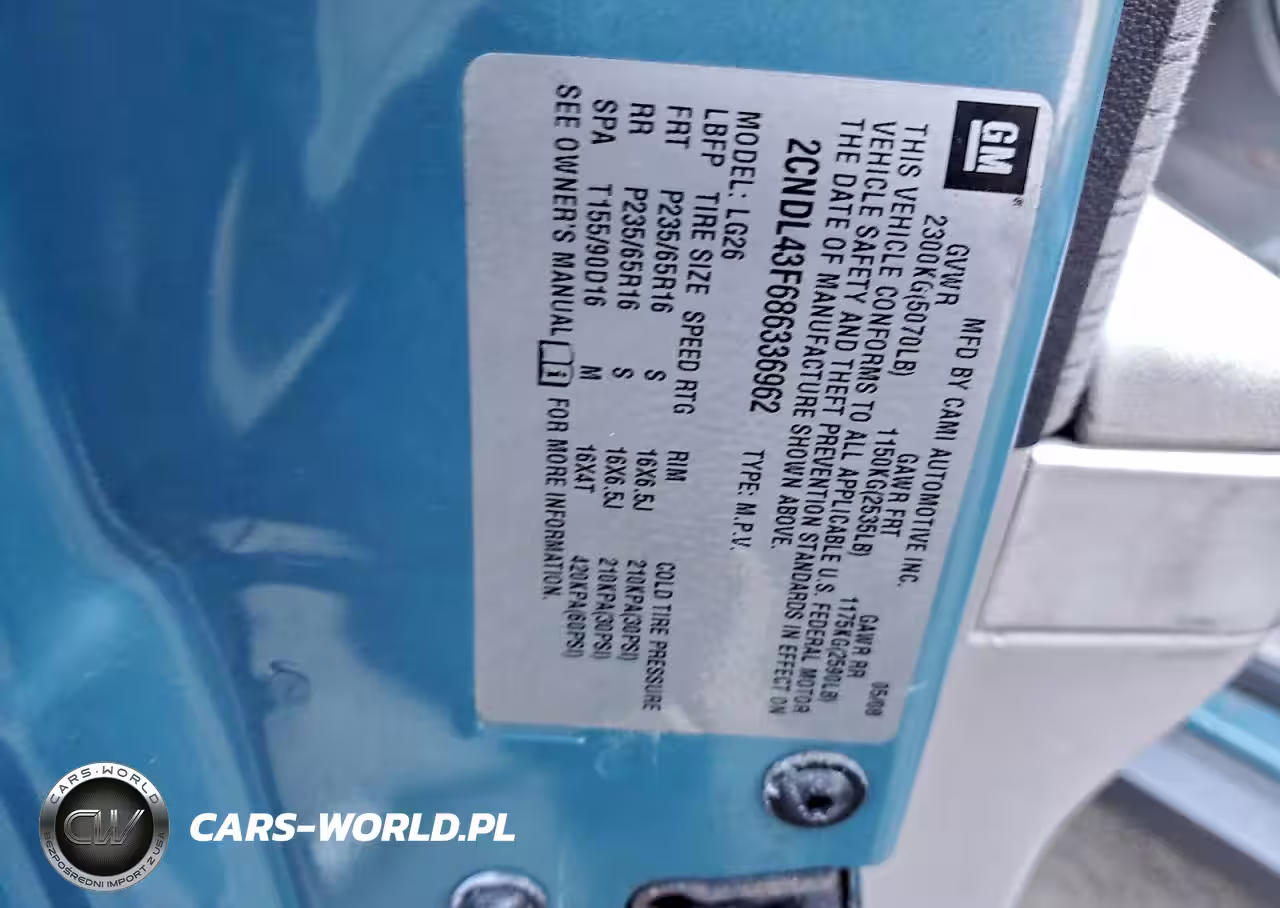 GM
MFD BY CAMI AUTOMOTIVE INC. 05/08
GVWR GAWR FRT GAWR RR
2300KG(5070LB) 1150KG(2535LB) 1175KG(2590LB)
THIS VEHICLE CONFORMS TO ALL APPLICABLE U.S. FEDERAL MOTOR
VEHICLE SAFETY AND THEFT PREVENTION STANDARDS IN EFFECT ON
THE DATE OF MANUFACTURE SHOWN ABOVE.
2CNDL43F686336962 TYPE: M.P.V.
MODEL: LG26
LBFP TIRE SIZE SPEED RTG RIM COLD TIRE PRESSURE
FRT P235/65R16 S 16X6.5J 210KPA(30PSI)
RR P235/65R16 S 16X6.5J 210KPA(30PSI)
SPA T155/90D16 M 16X4T 420KPA(60PSI)
SEE OWNER'S MANUAL FOR MORE INFORMATION.
CARS-WORLD
CW
BEZPOŚREDNI IMPORT Z USA
CARS-WORLD.PL